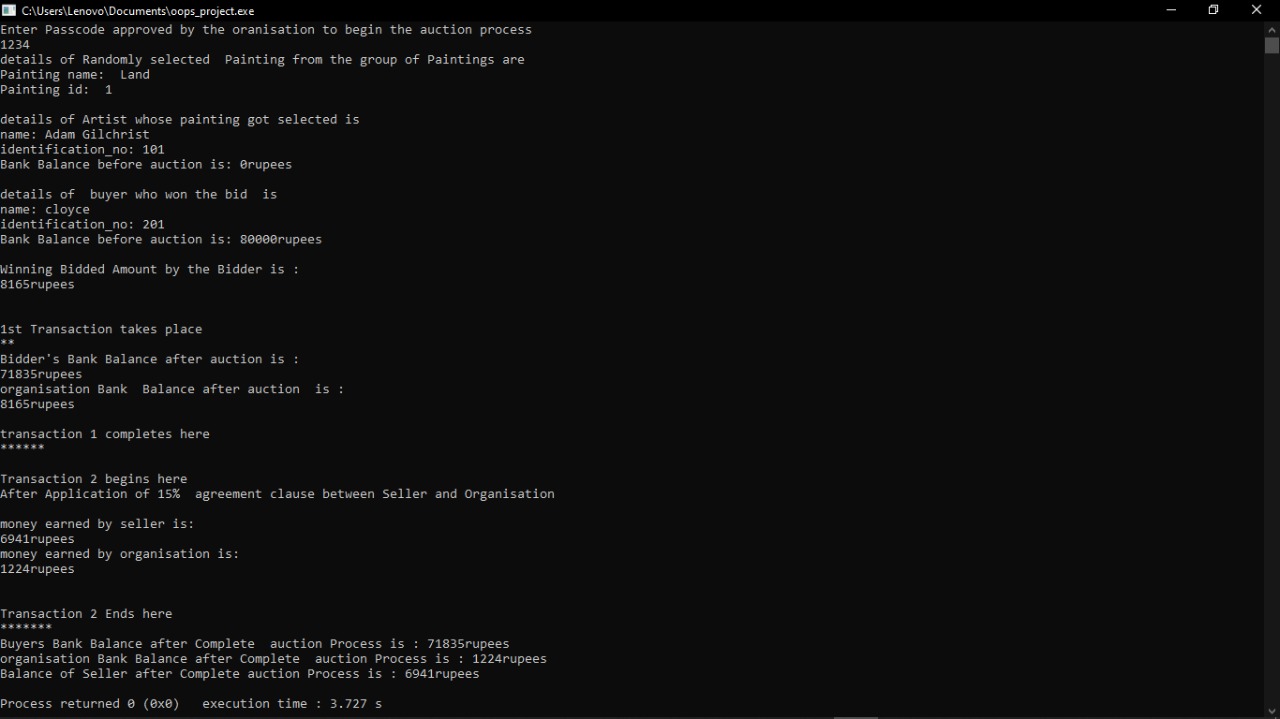 C:\Users\Lenovo\Documents\oops_project.exe
Enter Passcode approved by the oranisation to begin the auction process
1234
details of Randomly selected  Painting from the group of Paintings are
Painting name:  Land
Painting id:  1
details of Artist whose painting got selected is
name: Adam Gilchrist
identification_no: 101
Bank Balance before auction is: 0rupees
details of  buyer who won the bid  is
name: cloyce
identification_no: 201
Bank Balance before auction is: 80000rupees
Winning Bidded Amount by the Bidder is :
8165rupees
1st Transaction takes place
**
Bidder's Bank Balance after auction is :
71835rupees
organisation Bank  Balance after auction  is :
8165rupees
transaction 1 completes here
******
Transaction 2 begins here
After Application of 15%  agreement clause between Seller and Organisation
money earned by seller is:
6941rupees
money earned by organisation is:
1224rupees
Transaction 2 Ends here
*******
Buyers Bank Balance after Complete  auction Process is : 71835rupees
organisation Bank Balance after Complete  auction Process is : 1224rupees
Balance of Seller after Complete auction Process is : 6941rupees
Process returned 0 (0x0)   execution time : 3.727 s